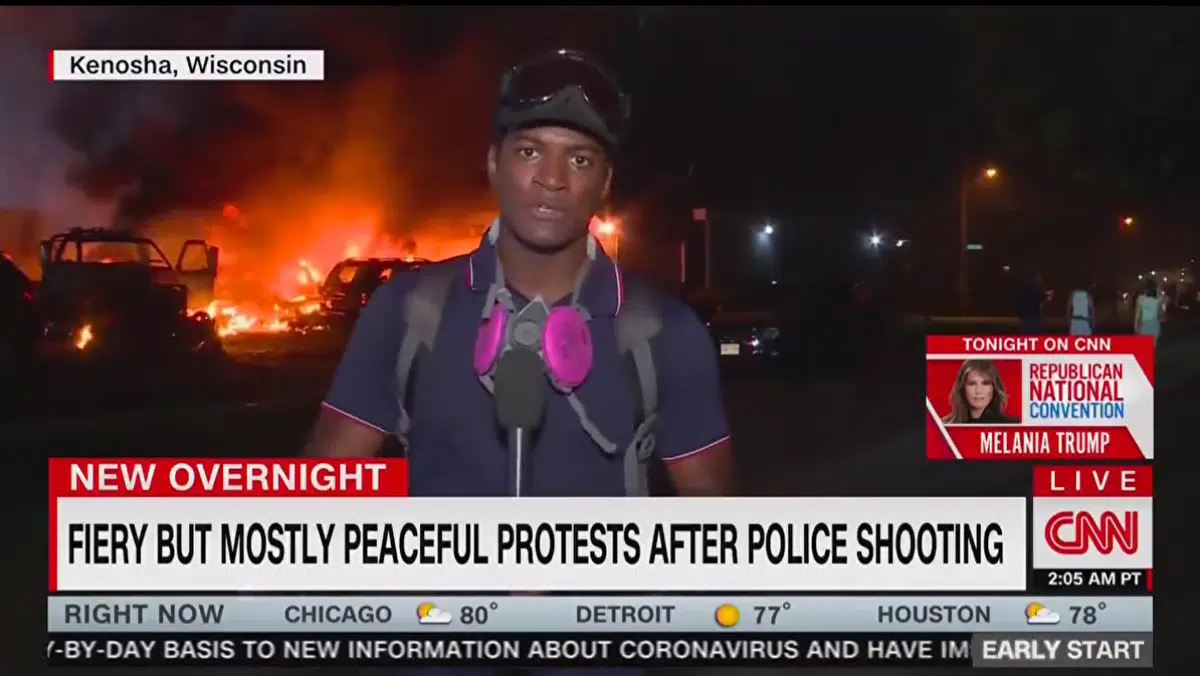 Kenosha, Wisconsin
TONIGHT ON CNN
REPUBLICAN
NATIONAL
CONVENTION
MELANIA TRUMP
NEW OVERNIGHT
LIVE
FIERY BUT MOSTLY PEACEFUL PROTESTS AFTER POLICE SHOOTING
CNN
2:05 AM PT
RIGHT NOW CHICAGO 80° DETROIT 77° HOUSTON 78°
Y-BY-DAY BASIS TO NEW INFORMATION ABOUT CORONAVIRUS AND HAVE IM EARLY START